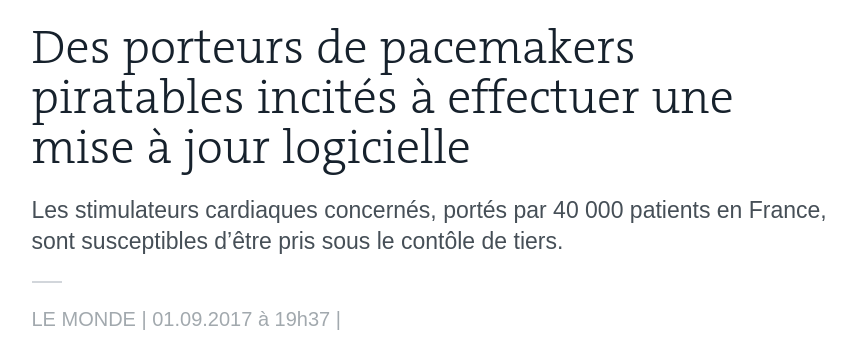 Des porteurs de pacemakers
piratables incités à effectuer une
mise à jour logicielle
Les stimulateurs cardiaques concernés, portés par 40 000 patients en France,
sont susceptibles d’être pris sous le contôle de tiers.
LE MONDE | 01.09.2017 à 19h37 |